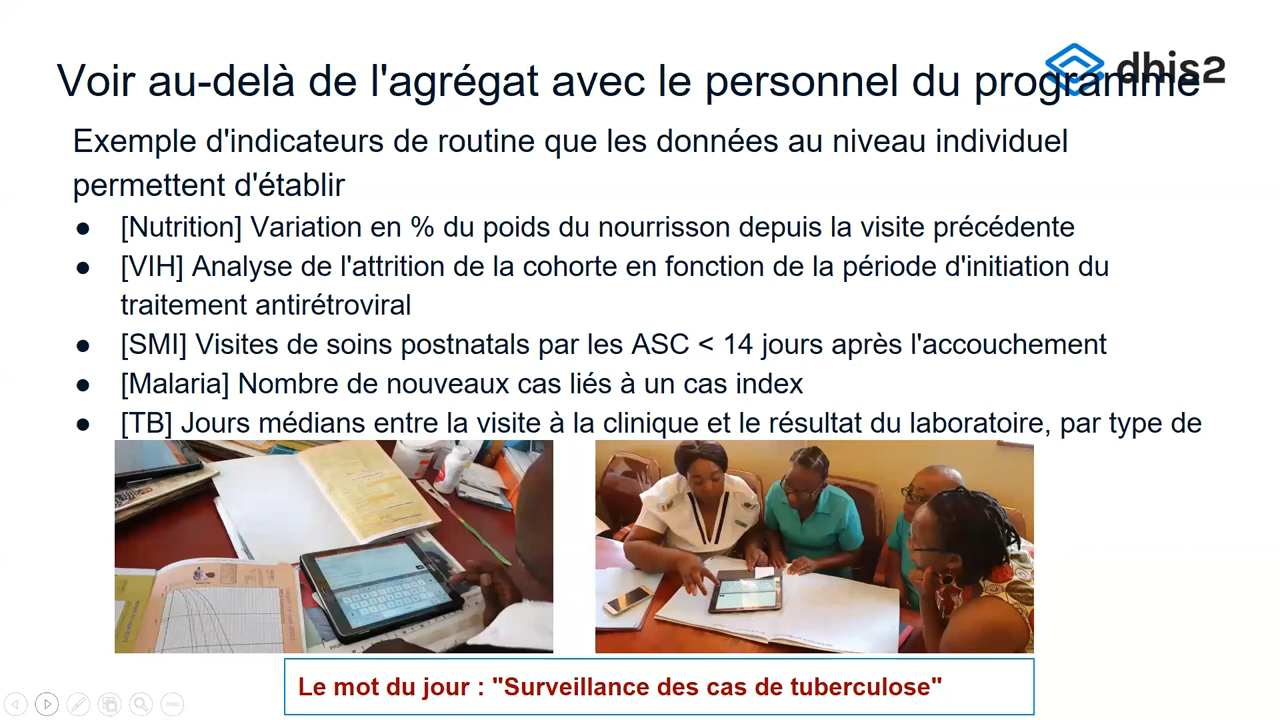 Voir au-delà de l'agrégat avec le personnel du programme
dhis2
Exemple d'indicateurs de routine que les données au niveau individuel
permettent d'établir
● [Nutrition] Variation en % du poids du nourrisson depuis la visite précédente
● [VIH] Analyse de l'attrition de la cohorte en fonction de la période d'initiation du
traitement antirétroviral
● [SMI] Visites de soins postnatals par les ASC < 14 jours après l'accouchement
● [Malaria] Nombre de nouveaux cas liés à un cas index
● [TB] Jours médians entre la visite à la clinique et le résultat du laboratoire, par type de
Le mot du jour : "Surveillance des cas de tuberculose"